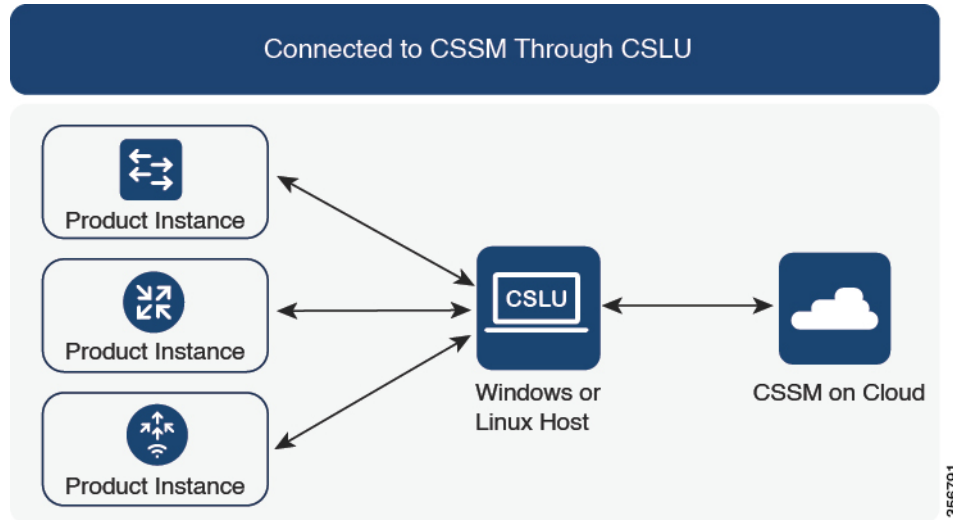 Connected to CSSM Through CSLU
Product Instance
Product Instance
Product Instance
CSLU
Windows or
Linux Host
CSSM on Cloud
356791